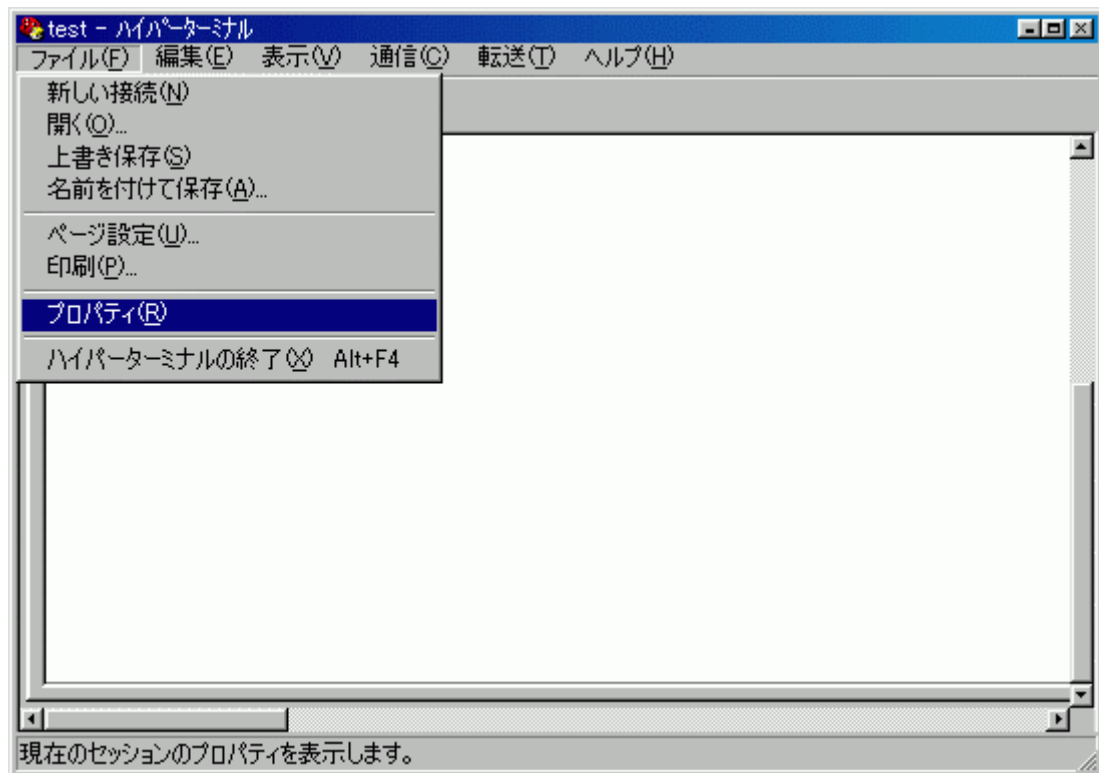 test - ﾊｲﾊﾟｰﾀｰﾐﾅﾙ
ファイル(F) 編集(E) 表示(V) 通信(C) 転送(T) ヘルプ(H)
新しい接続(N)
開く(O)...
上書き保存(S)
名前を付けて保存(A)...
ページ設定(U)...
印刷(P)...
プロパティ(R)
ハイパーターミナルの終了(X) Alt+F4
現在のセッションのプロパティを表示します。